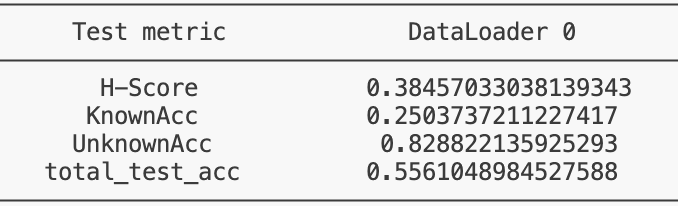 Test metric DataLoader 0
H-Score 0.38457033038139343
KnownAcc 0.2503737211227417
UnknownAcc 0.828822135925293
total_test_acc 0.5561048984527588